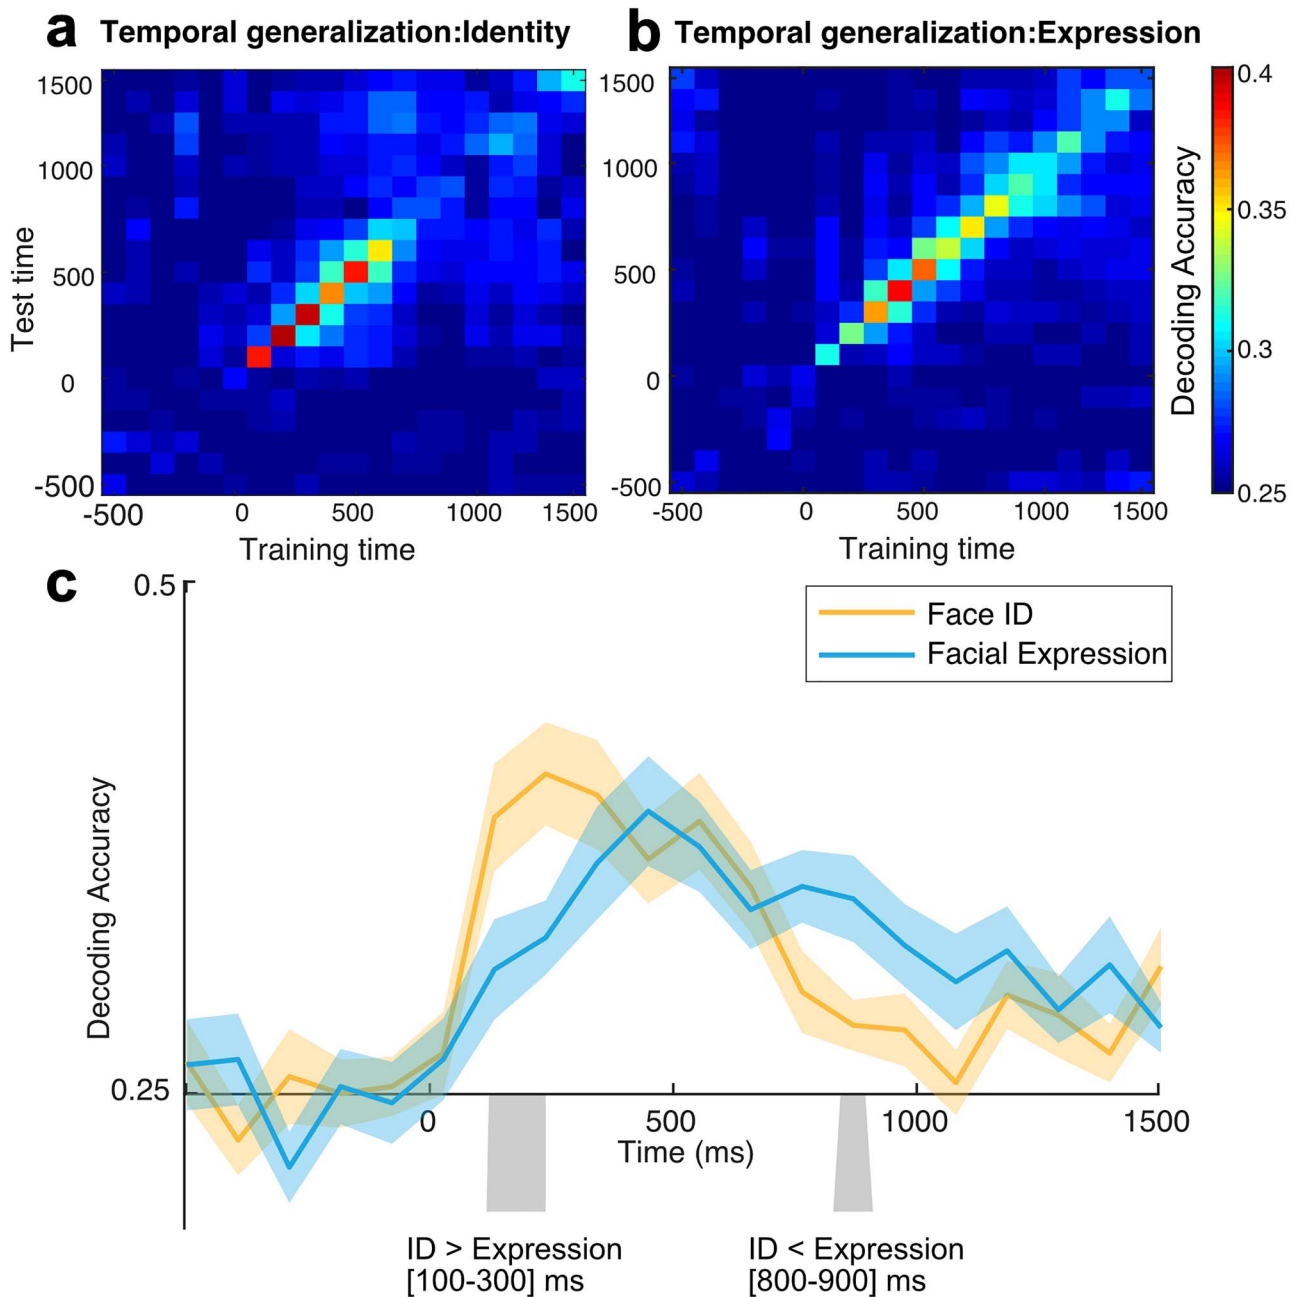 a Temporal generalization:Identity
b Temporal generalization:Expression
1500
1000
500
0
-500
Test time
-500 0 500 1000 1500
Training time
1500
1000
500
0
-500
-500 0 500 1000 1500
Training time
0.4
0.35
0.3
0.25
Decoding Accuracy
c
0.5
0.25
Decoding Accuracy
Face ID
Facial Expression
0 500 1000 1500
Time (ms)
ID > Expression
[100-300] ms
ID < Expression
[800-900] ms